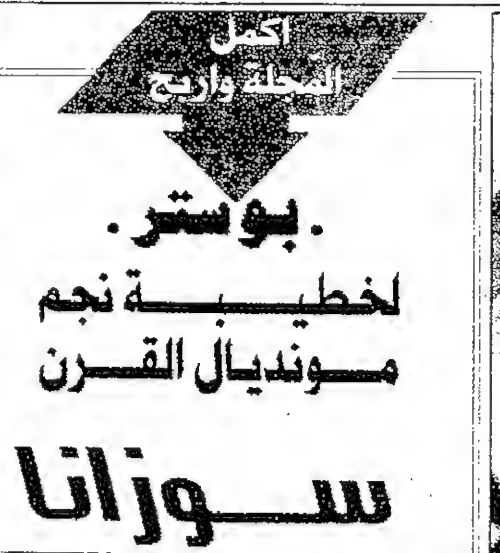 اكمل
المجلة واربح
. بوستر .
لخطيبة نجم
مونديال القرن
سوزانا